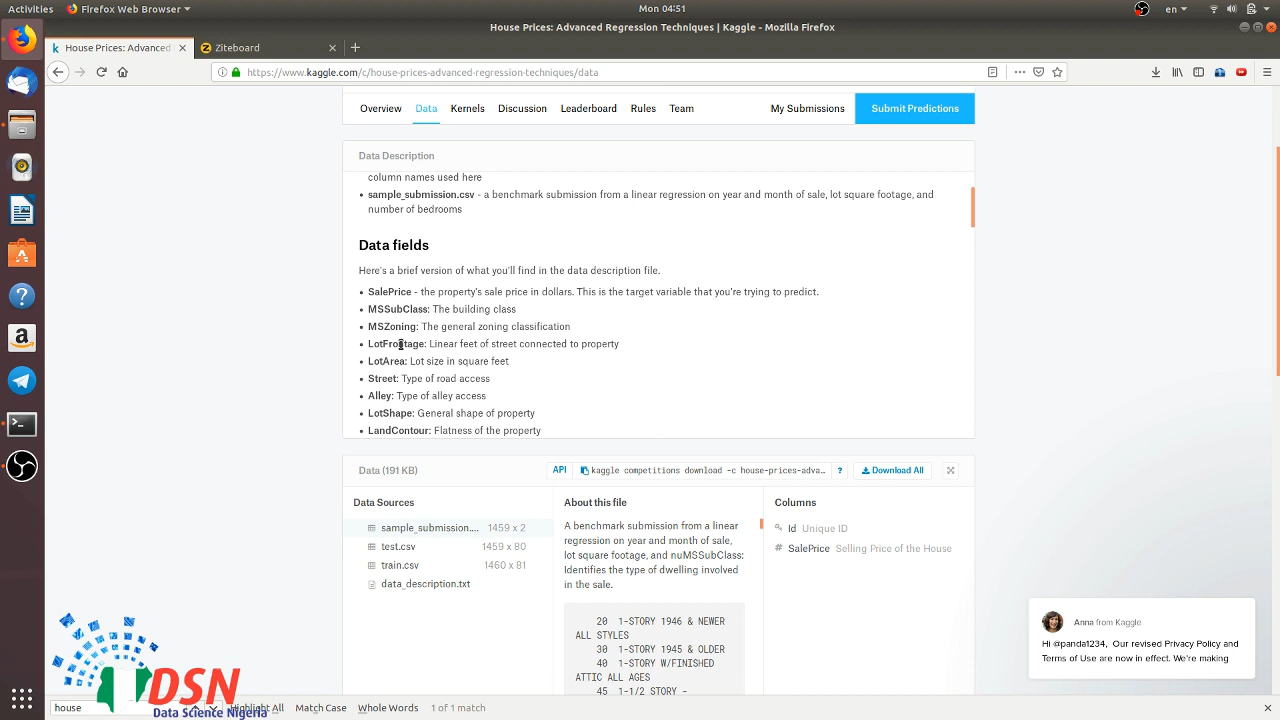 Activities
Firefox Web Browser
Mon 04:51
en
House Prices: Advanced Regression Techniques | Kaggle - Mozilla Firefox
House Prices: Advanced
Ziteboard
https://www.kaggle.com/c/house-prices-advanced-regression-techniques/data
Overview
Data
Kernels
Discussion
Leaderboard
Rules
Team
My Submissions
Submit Predictions
Data Description
column names used here
• sample_submission.csv - a benchmark submission from a linear regression on year and month of sale, lot square footage, and
number of bedrooms
Data fields
Here's a brief version of what you'll find in the data description file.
• SalePrice - the property's sale price in dollars. This is the target variable that you're trying to predict.
• MSSubClass: The building class
• MSZoning: The general zoning classification
• LotFrontage: Linear feet of street connected to property
• LotArea: Lot size in square feet
• Street: Type of road access
• Alley: Type of alley access
• LotShape: General shape of property
• LandContour: Flatness of the property
Data (191 KB)
API
kaggle competitions download -c house-prices-adva...
?
Download All
Data Sources
sample_submission.... 1459 x 2
test.csv 1459 x 80
train.csv 1460 x 81
data_description.txt
About this file
A benchmark submission from a linear
regression on year and month of sale,
lot square footage, and nuMSSubClass:
Identifies the type of dwelling involved
in the sale.
20 1-STORY 1946 & NEWER
ALL STYLES
30 1-STORY 1945 & OLDER
40 1-STORY W/FINISHED
ATTIC ALL AGES
45 1-1/2 STORY -
Columns
Id Unique ID
# SalePrice Selling Price of the House
Anna from Kaggle
Hi @panda1234, Our revised Privacy Policy and
Terms of Use are now in effect. We're making
DSN
Data Science Nigeria
house
Highlight All
Match Case
Whole Words
1 of 1 match